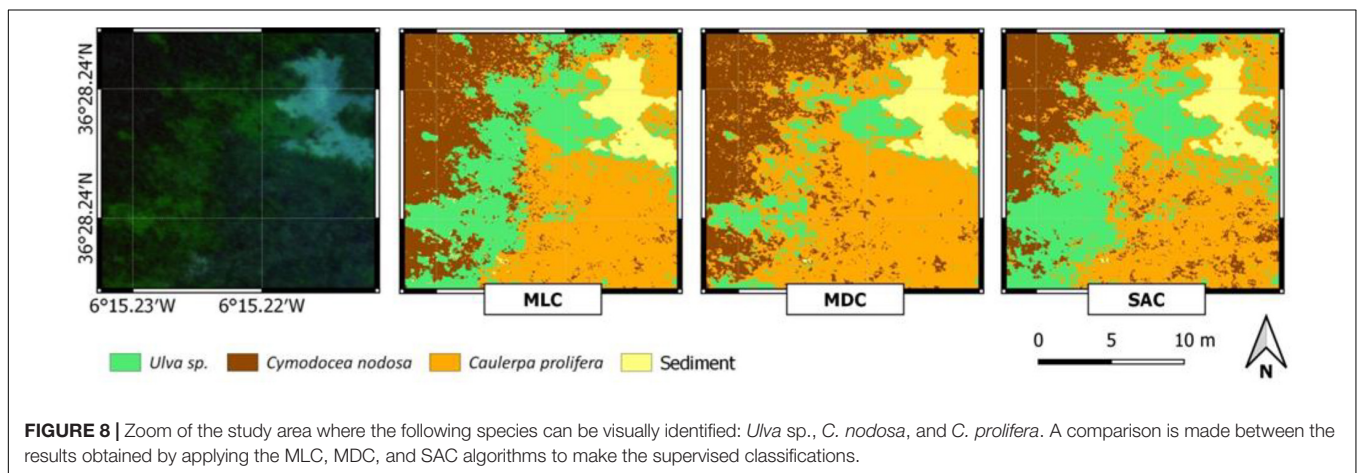 36°28.24'N
36°28.24'N
6°15.23'W 6°15.22'W
MLC MDC SAC
0 5 10 m
Ulva sp. Cymodocea nodosa Caulerpa prolifera Sediment
N
FIGURE 8 | Zoom of the study area where the following species can be visually identified: Ulva sp., C. nodosa, and C. prolifera. A comparison is made between the
results obtained by applying the MLC, MDC, and SAC algorithms to make the supervised classifications.